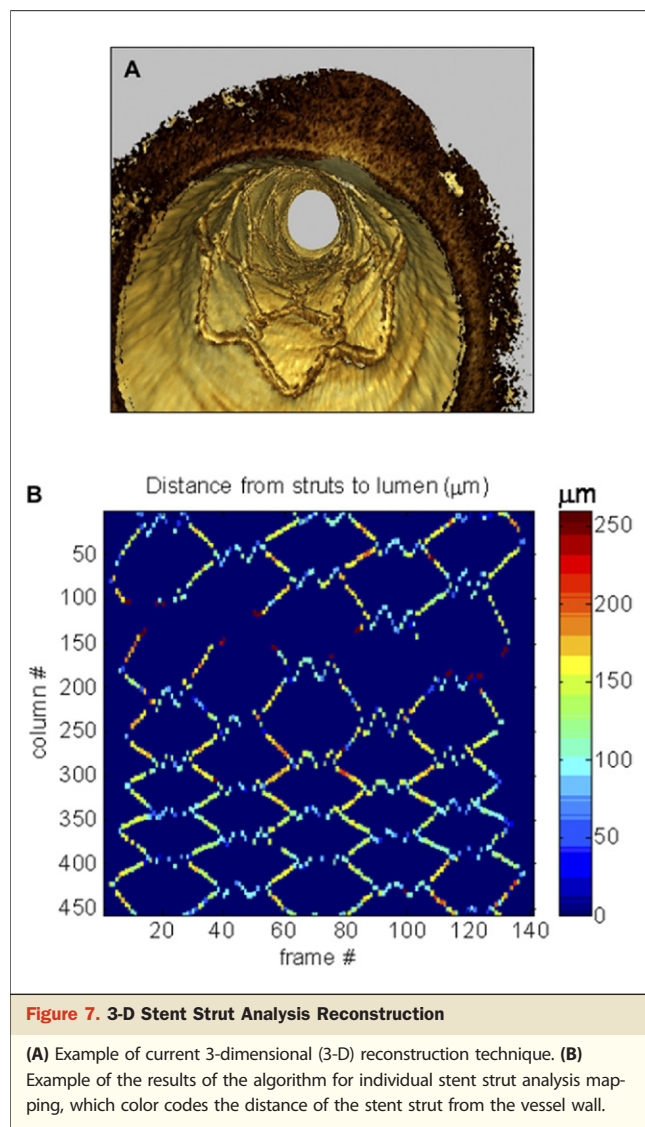 A
B
Distance from struts to lumen (μm)
μm
250
200
150
100
50
0
column #
50
100
150
200
250
300
350
400
450
20 40 60 80 100 120 140
frame #
Figure 7. 3-D Stent Strut Analysis Reconstruction
(A) Example of current 3-dimensional (3-D) reconstruction technique. (B)
Example of the results of the algorithm for individual stent strut analysis map-
ping, which color codes the distance of the stent strut from the vessel wall.